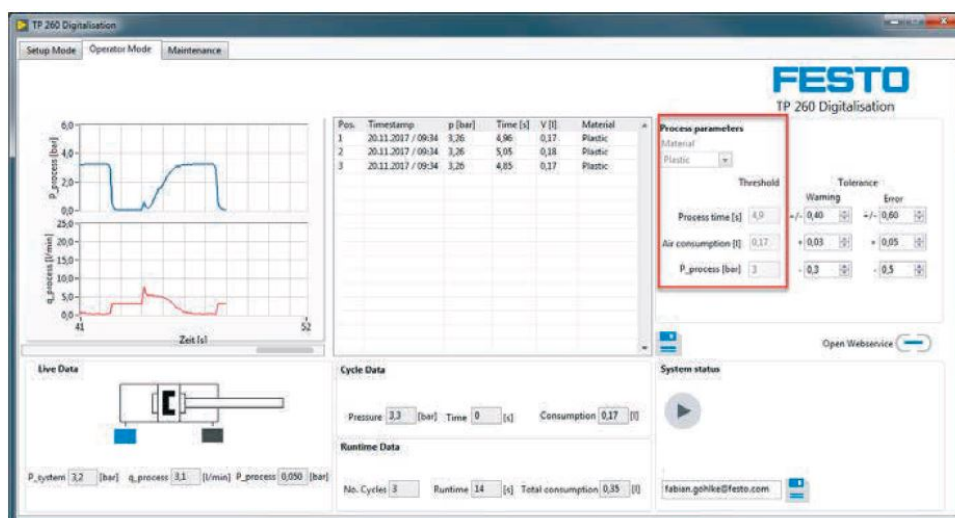 TP 260 Digitalisation
Setup Mode Operator Mode Maintenance
FESTO
TP 260 Digitalisation
P_process [bar]
6,0
4,0
2,0
0,0
q_process [l/min]
25,0
20,0
15,0
10,0
5,0
0,0
41 52
Zeit [s]
Pos. Timestamp p [bar] Time [s] V [l] Material
1 20.11.2017 / 09:34 3,26 4,96 0,17 Plastic
2 20.11.2017 / 09:34 3,26 5,05 0,18 Plastic
3 20.11.2017 / 09:34 3,26 4,85 0,17 Plastic
Process parameters
Material
Plastic
Threshold Tolerance
Warning Error
Process time [s] 4,9 +/- 0,40 +/- 0,60
Air consumption [l] 0,17 + 0,03 + 0,05
P_process [bar] 3 - 0,3 - 0,5
Open Webservice
Live Data
P_system 3,2 [bar] q_process 3,1 [l/min] P_process 0,050 [bar]
Cycle Data
Pressure 3,3 [bar] Time 0 [s] Consumption 0,17 [l]
Runtime Data
No. Cycles 3 Runtime 14 [s] Total consumption 0,35 [l]
System status
fabian.gohlke@festo.com